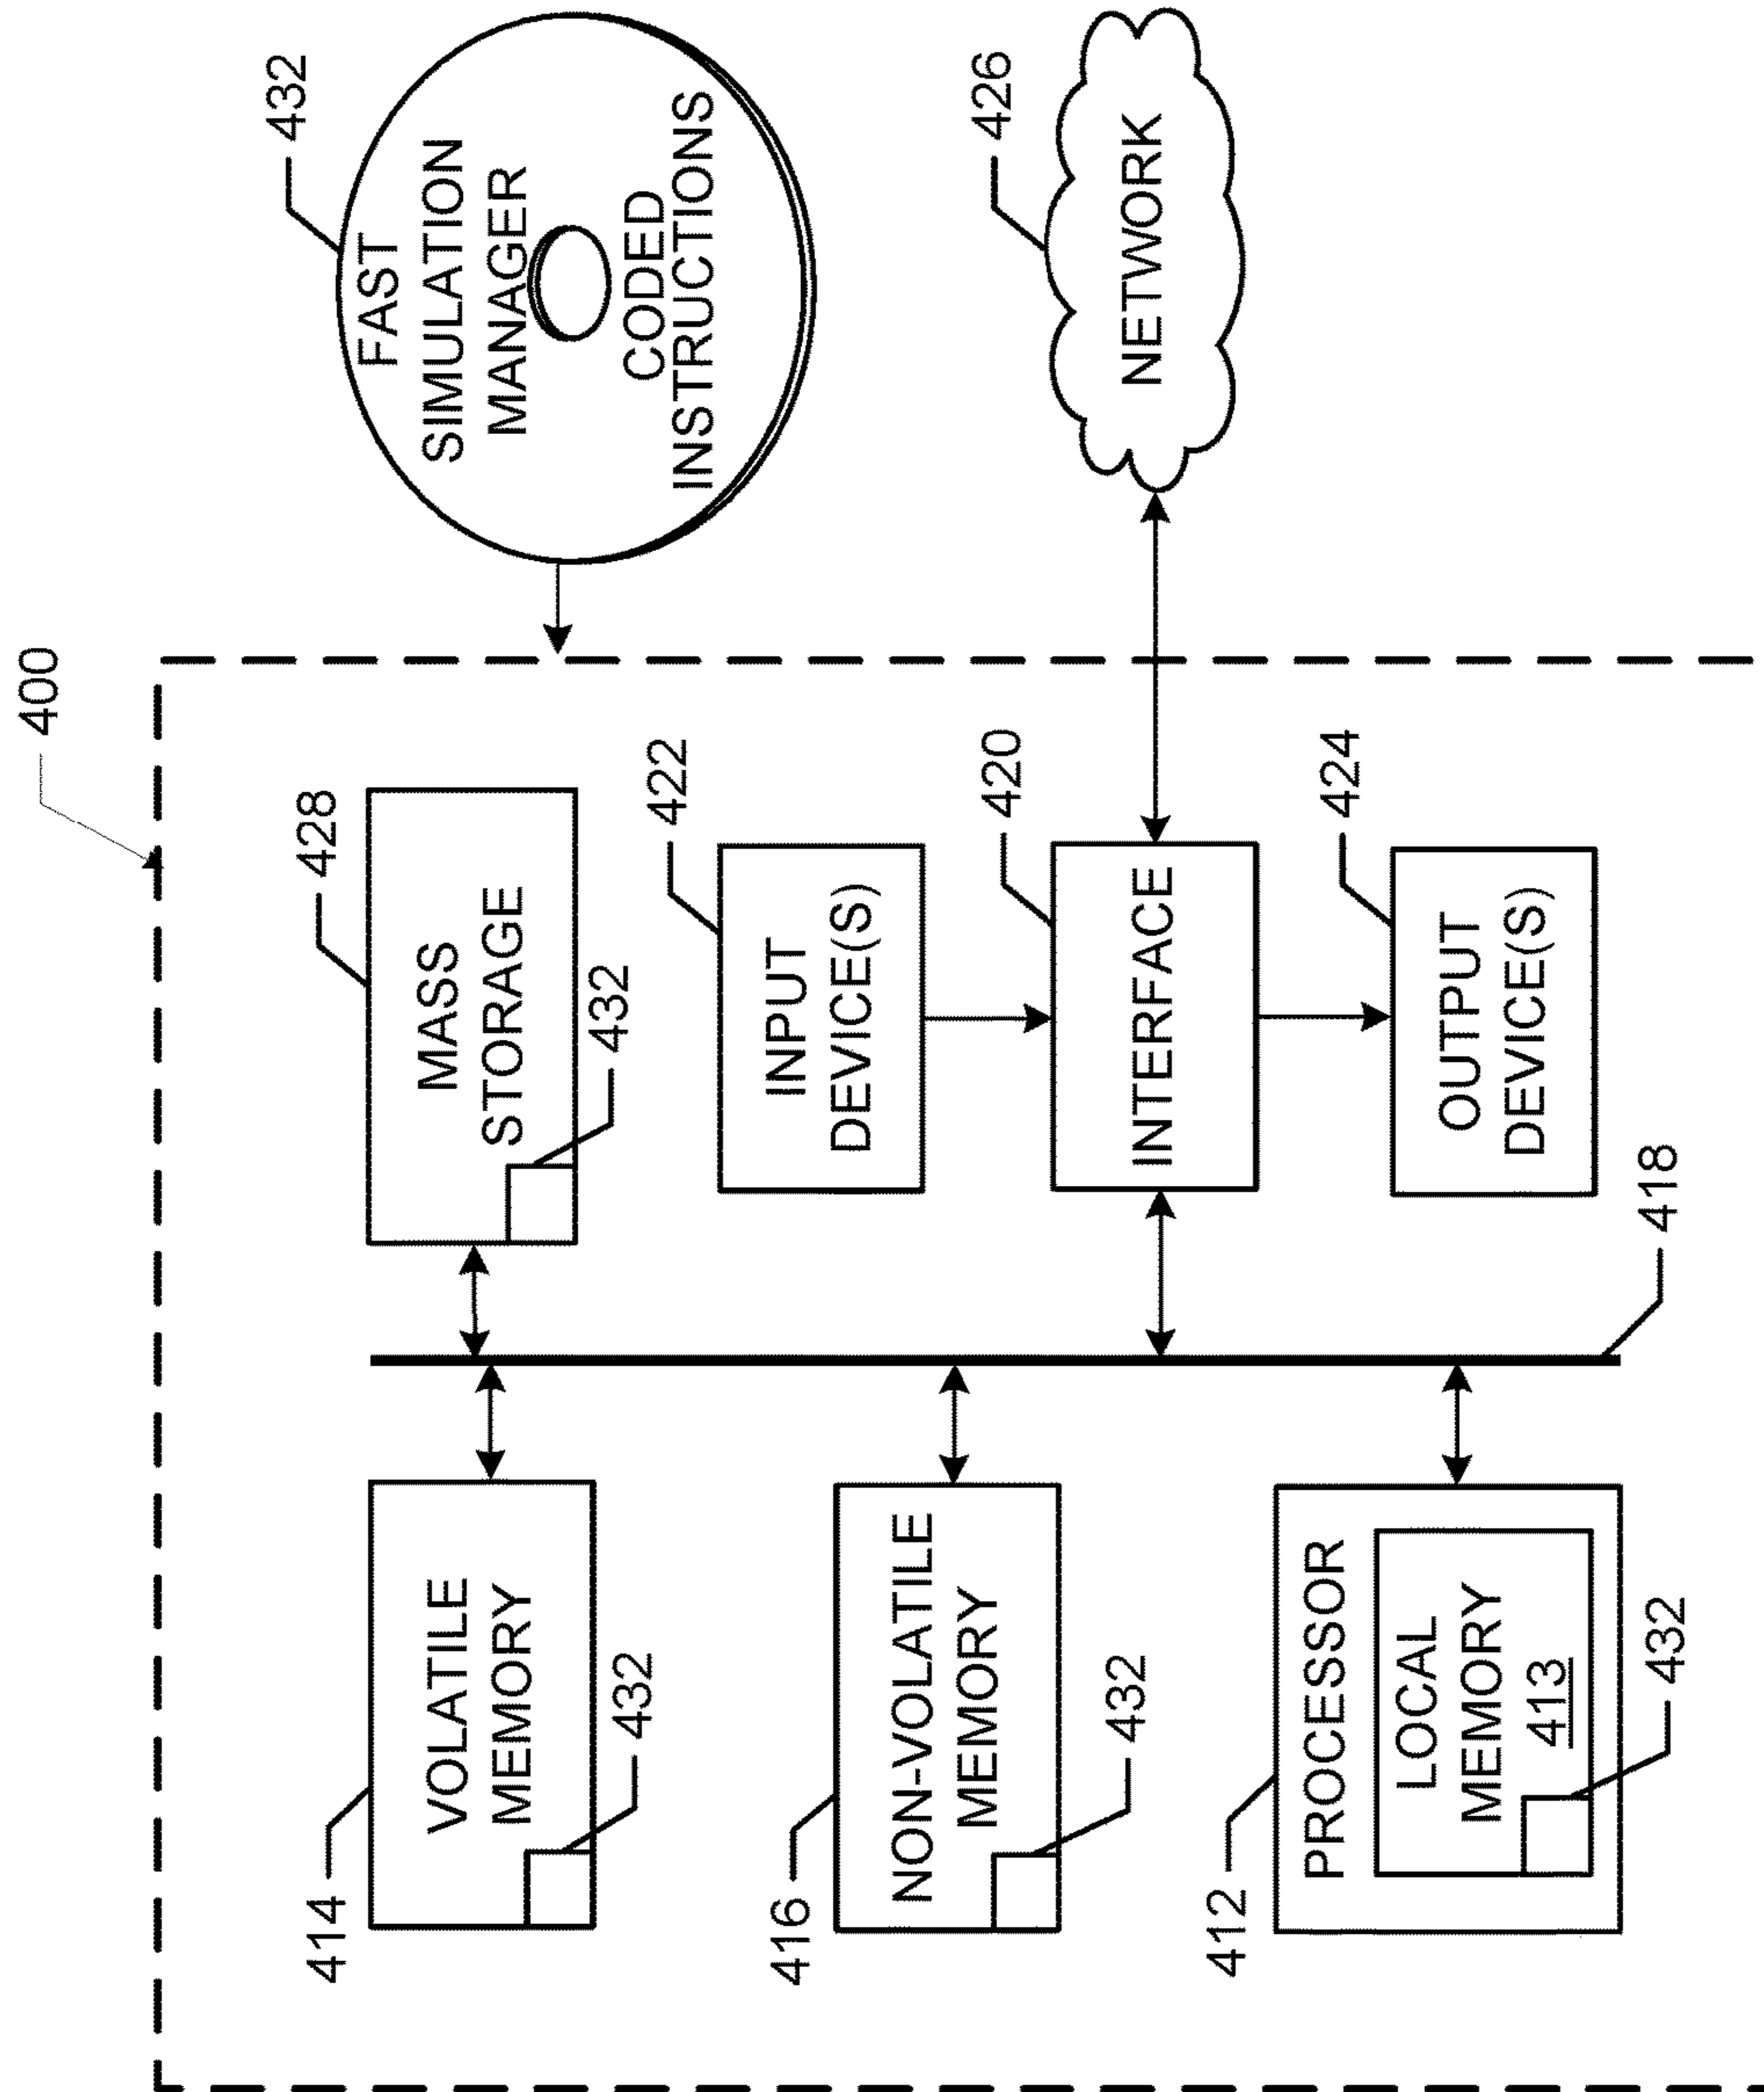 400
414
VOLATILE
MEMORY
432
416
NON-VOLATILE
MEMORY
432
412
PROCESSOR
LOCAL
MEMORY
413
432
428
MASS
STORAGE
432
422
INPUT
DEVICE(S)
420
INTERFACE
424
OUTPUT
DEVICE(S)
418
432
FAST
SIMULATION
MANAGER
CODED
INSTRUCTIONS
426
NETWORK